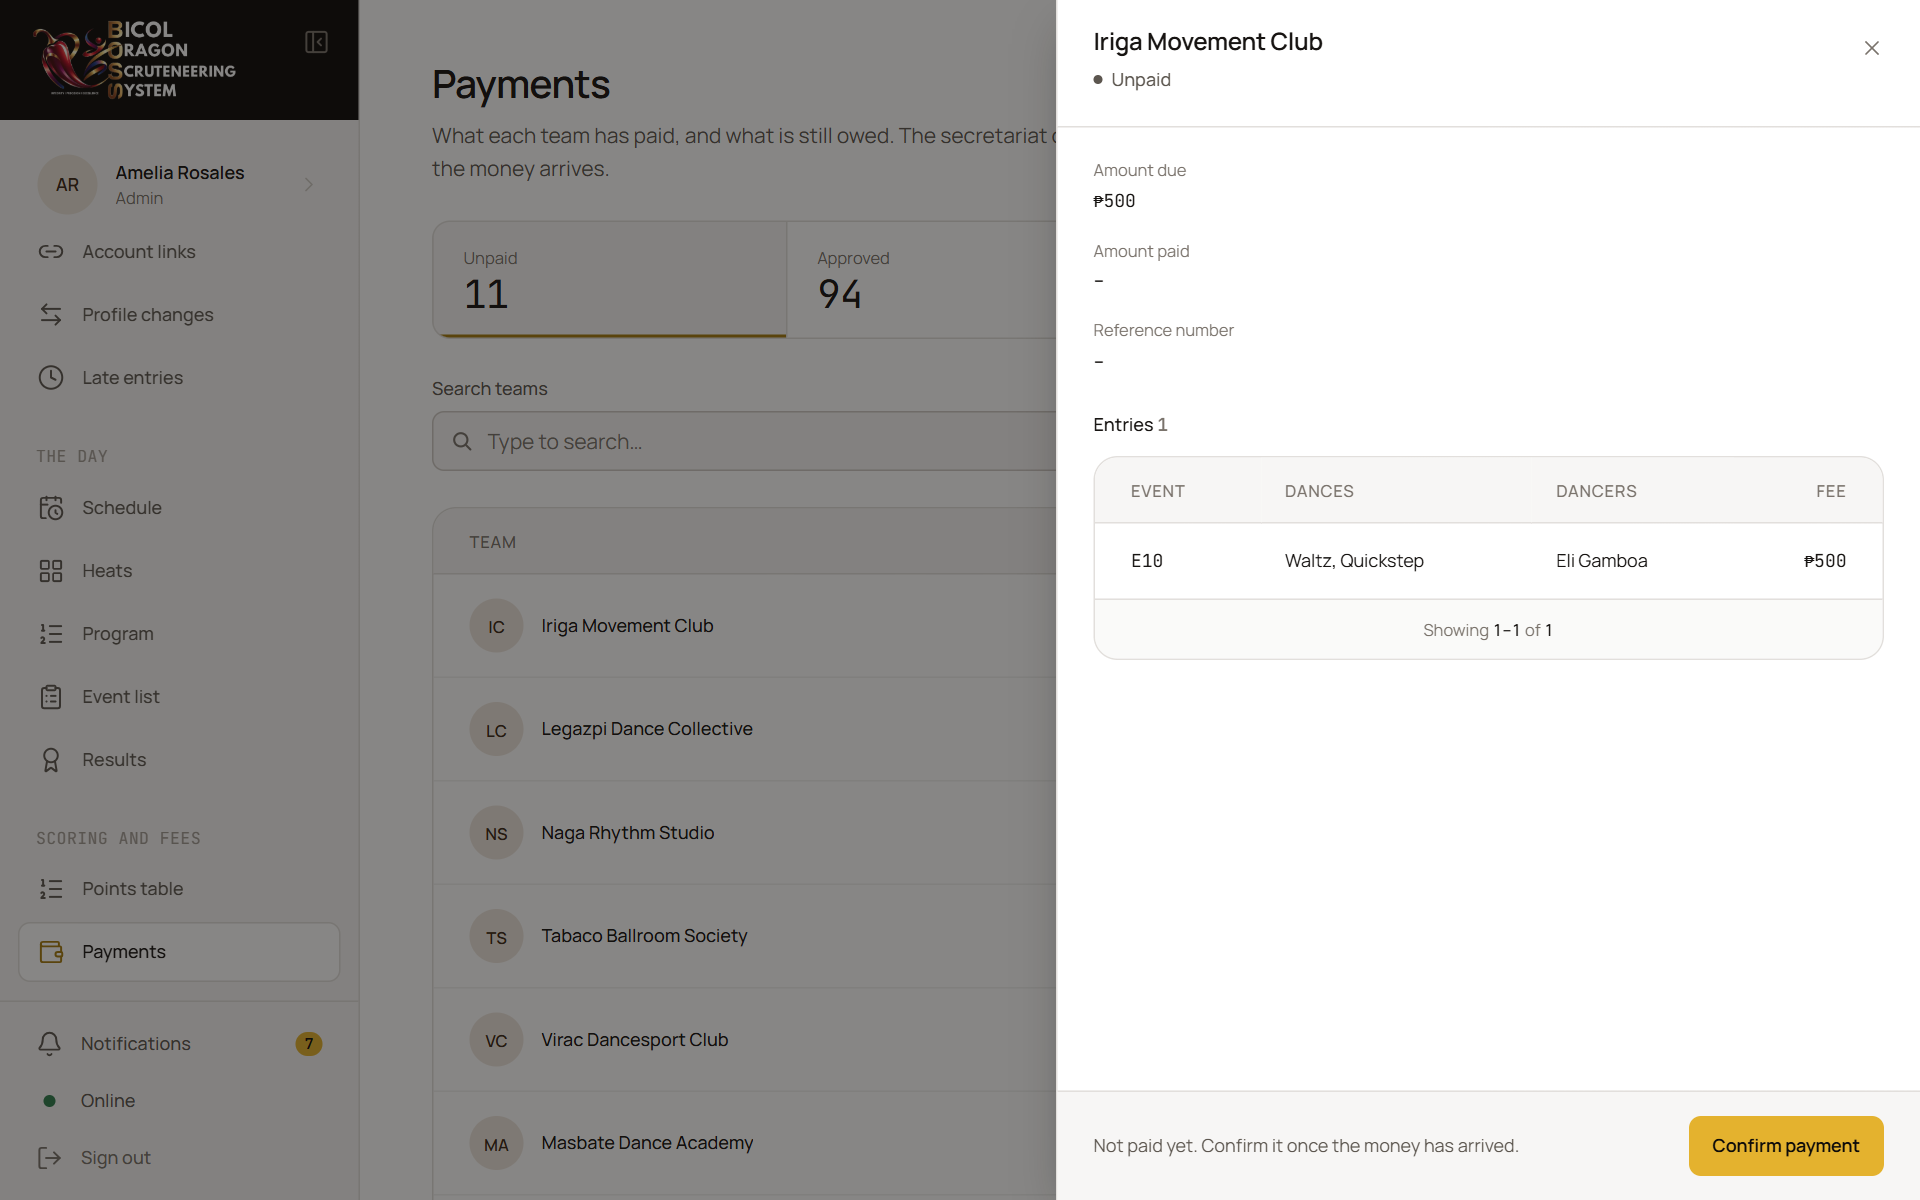 BICOL
DRAGON
SCRUTENEERING
SYSTEM
AR
Amelia Rosales
Admin
Account links
Profile changes
Late entries
THE DAY
Schedule
Heats
Program
Event list
Results
SCORING AND FEES
Points table
Payments
Notifications
7
Online
Sign out
Payments
What each team has paid, and what is still owed. The secretariat
the money arrives.
Unpaid
11
Approved
94
Search teams
Type to search...
TEAM
IC
Iriga Movement Club
LC
Legazpi Dance Collective
NS
Naga Rhythm Studio
TS
Tabaco Ballroom Society
VC
Virac Dancesport Club
MA
Masbate Dance Academy
Iriga Movement Club
Unpaid
Amount due
₱500
Amount paid
–
Reference number
–
Entries 1
EVENT DANCES DANCERS FEE
E10 Waltz, Quickstep Eli Gamboa ₱500
Showing 1–1 of 1
Not paid yet. Confirm it once the money has arrived.
Confirm payment